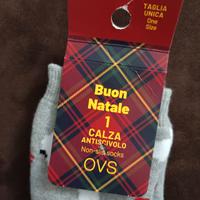 TAGLIA
UNICA
One
Size
Buon
Natale
1
CALZA
ANTISCIVOLO
Non-slip socks
OVS